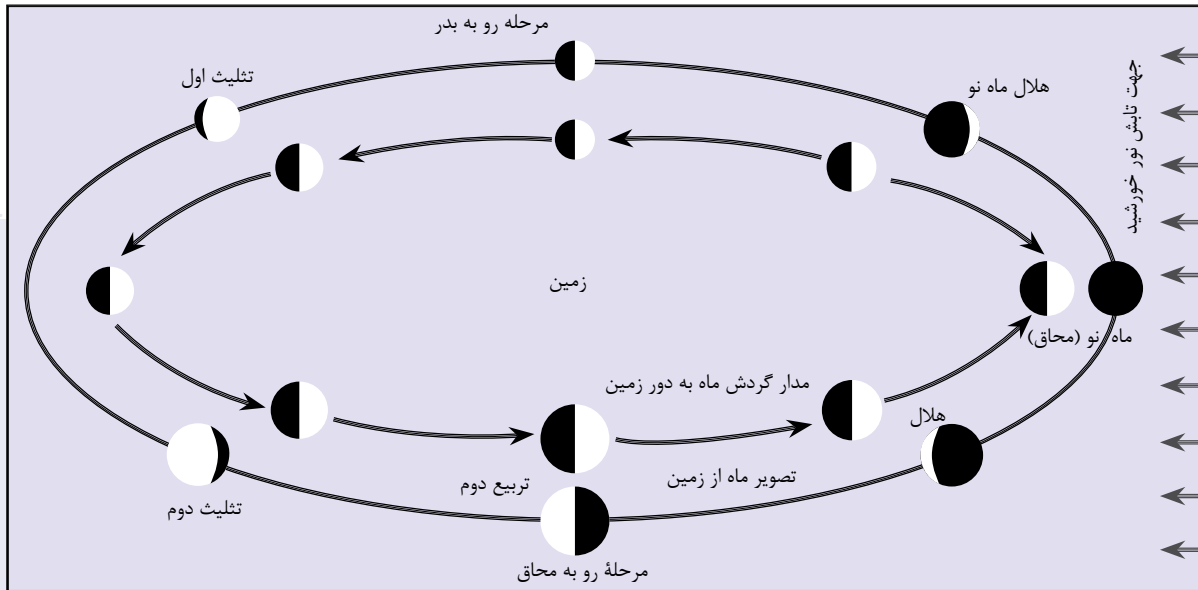 مرحله رو به بدر
تثلیث اول
هلال ماه نو
جهت تابش نور خورشید
زمین
ماه نو (محاق)
مدار گردش ماه به دور زمین
هلال
تصویر ماه از زمین
تربیع دوم
تثلیث دوم
مرحلۀ رو به محاق